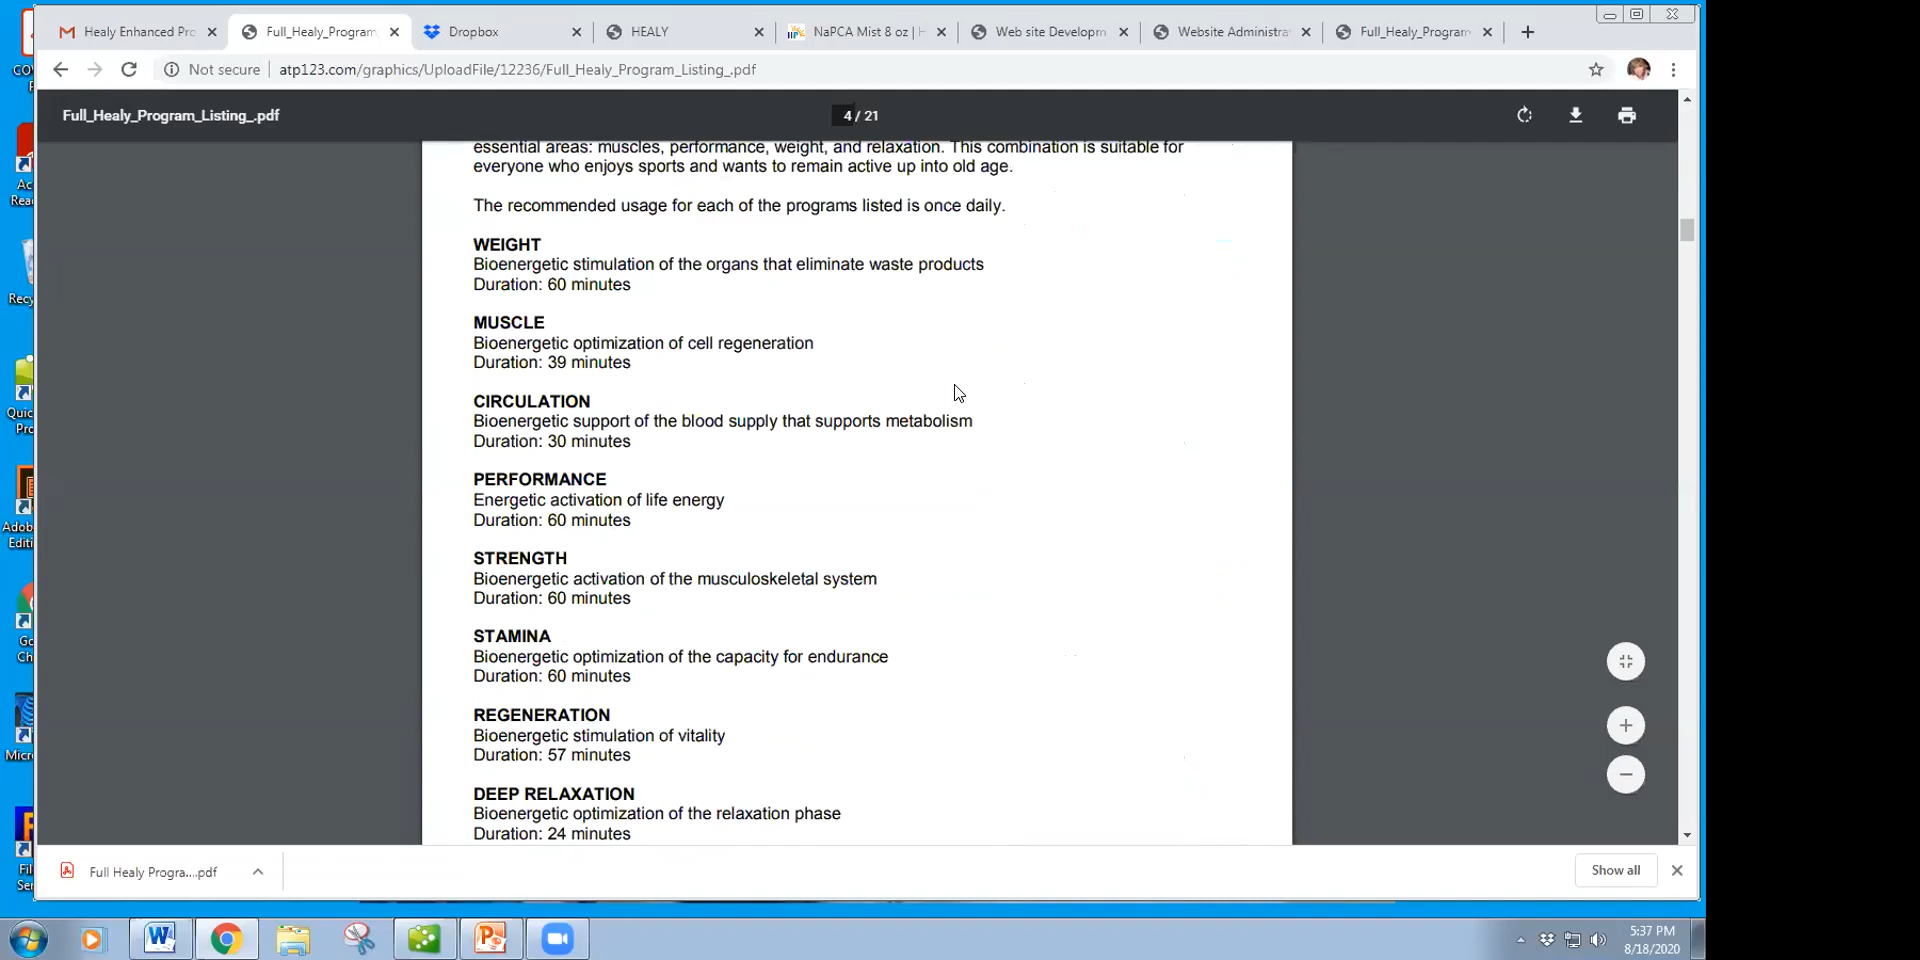 Healy Enhanced Pro
Full_Healy_Program
Dropbox
HEALY
NaPCA Mist 8 oz | H
Web site Developm
Website Administra
Full_Healy_Program
Not secure
atp123.com/graphics/UploadFile/12236/Full_Healy_Program_Listing_.pdf
Full_Healy_Program_Listing_.pdf
4 / 21
essential areas: muscles, performance, weight, and relaxation. This combination is suitable for
everyone who enjoys sports and wants to remain active up into old age.
The recommended usage for each of the programs listed is once daily.
WEIGHT
Bioenergetic stimulation of the organs that eliminate waste products
Duration: 60 minutes
MUSCLE
Bioenergetic optimization of cell regeneration
Duration: 39 minutes
CIRCULATION
Bioenergetic support of the blood supply that supports metabolism
Duration: 30 minutes
PERFORMANCE
Energetic activation of life energy
Duration: 60 minutes
STRENGTH
Bioenergetic activation of the musculoskeletal system
Duration: 60 minutes
STAMINA
Bioenergetic optimization of the capacity for endurance
Duration: 60 minutes
REGENERATION
Bioenergetic stimulation of vitality
Duration: 57 minutes
DEEP RELAXATION
Bioenergetic optimization of the relaxation phase
Duration: 24 minutes
Full Healy Progra....pdf
Show all
5:37 PM
8/18/2020